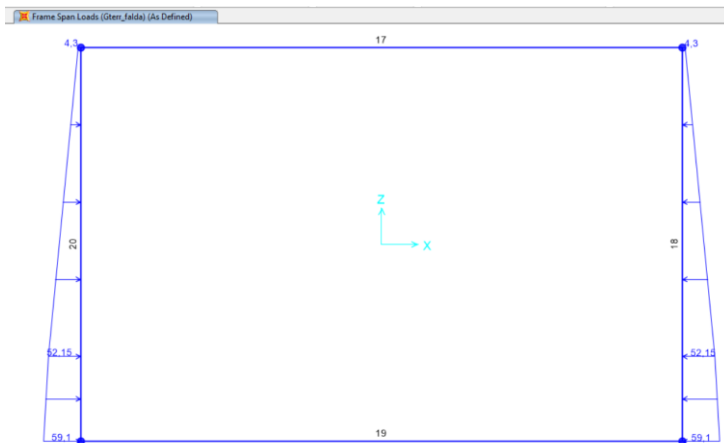 Frame Span Loads (Gterr_falda) (As Defined)
4,3 17 4,3
Z
X
20 18
52,15 52,15
59,1 19 59,1